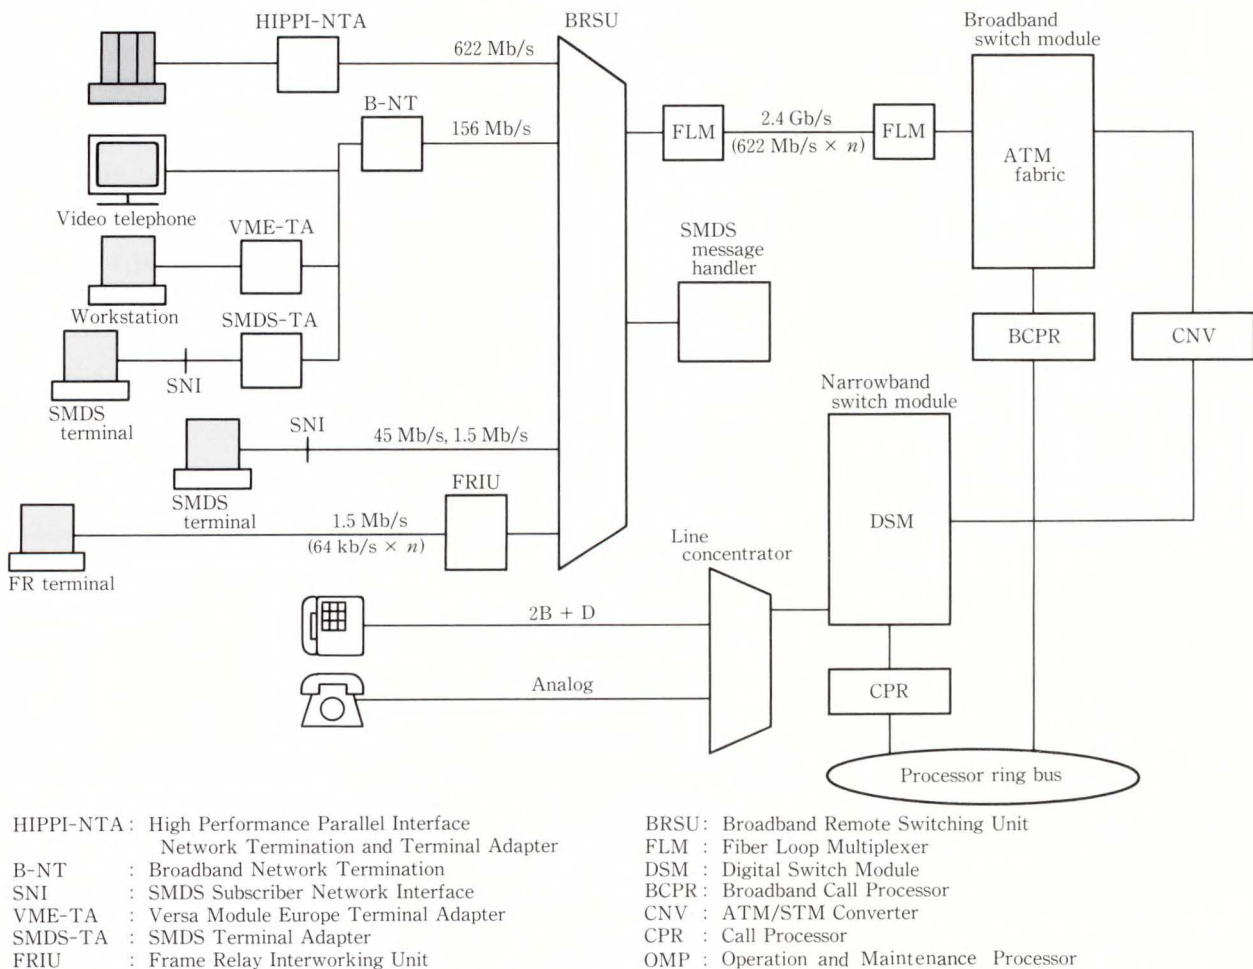 HIPPI-NTA
BRSU
Broadband
switch module
622 Mb/s
B-NT
156 Mb/s
FLM
2.4 Gb/s
(622 Mb/s × n)
FLM
ATM
fabric
Video telephone
VME-TA
SMDS
message
handler
Workstation
SMDS-TA
BCPR
CNV
SNI
SMDS
terminal
Narrowband
switch module
SNI
45 Mb/s, 1.5 Mb/s
FRIU
SMDS
terminal
DSM
1.5 Mb/s
(64 kb/s × n)
Line
concentrator
FR terminal
2B + D
Analog
CPR
Processor ring bus
HIPPI-NTA : High Performance Parallel Interface
Network Termination and Terminal Adapter
B-NT : Broadband Network Termination
SNI : SMDS Subscriber Network Interface
VME-TA : Versa Module Europe Terminal Adapter
SMDS-TA : SMDS Terminal Adapter
FRIU : Frame Relay Interworking Unit
BRSU : Broadband Remote Switching Unit
FLM : Fiber Loop Multiplexer
DSM : Digital Switch Module
BCPR : Broadband Call Processor
CNV : ATM/STM Converter
CPR : Call Processor
OMP : Operation and Maintenance Processor